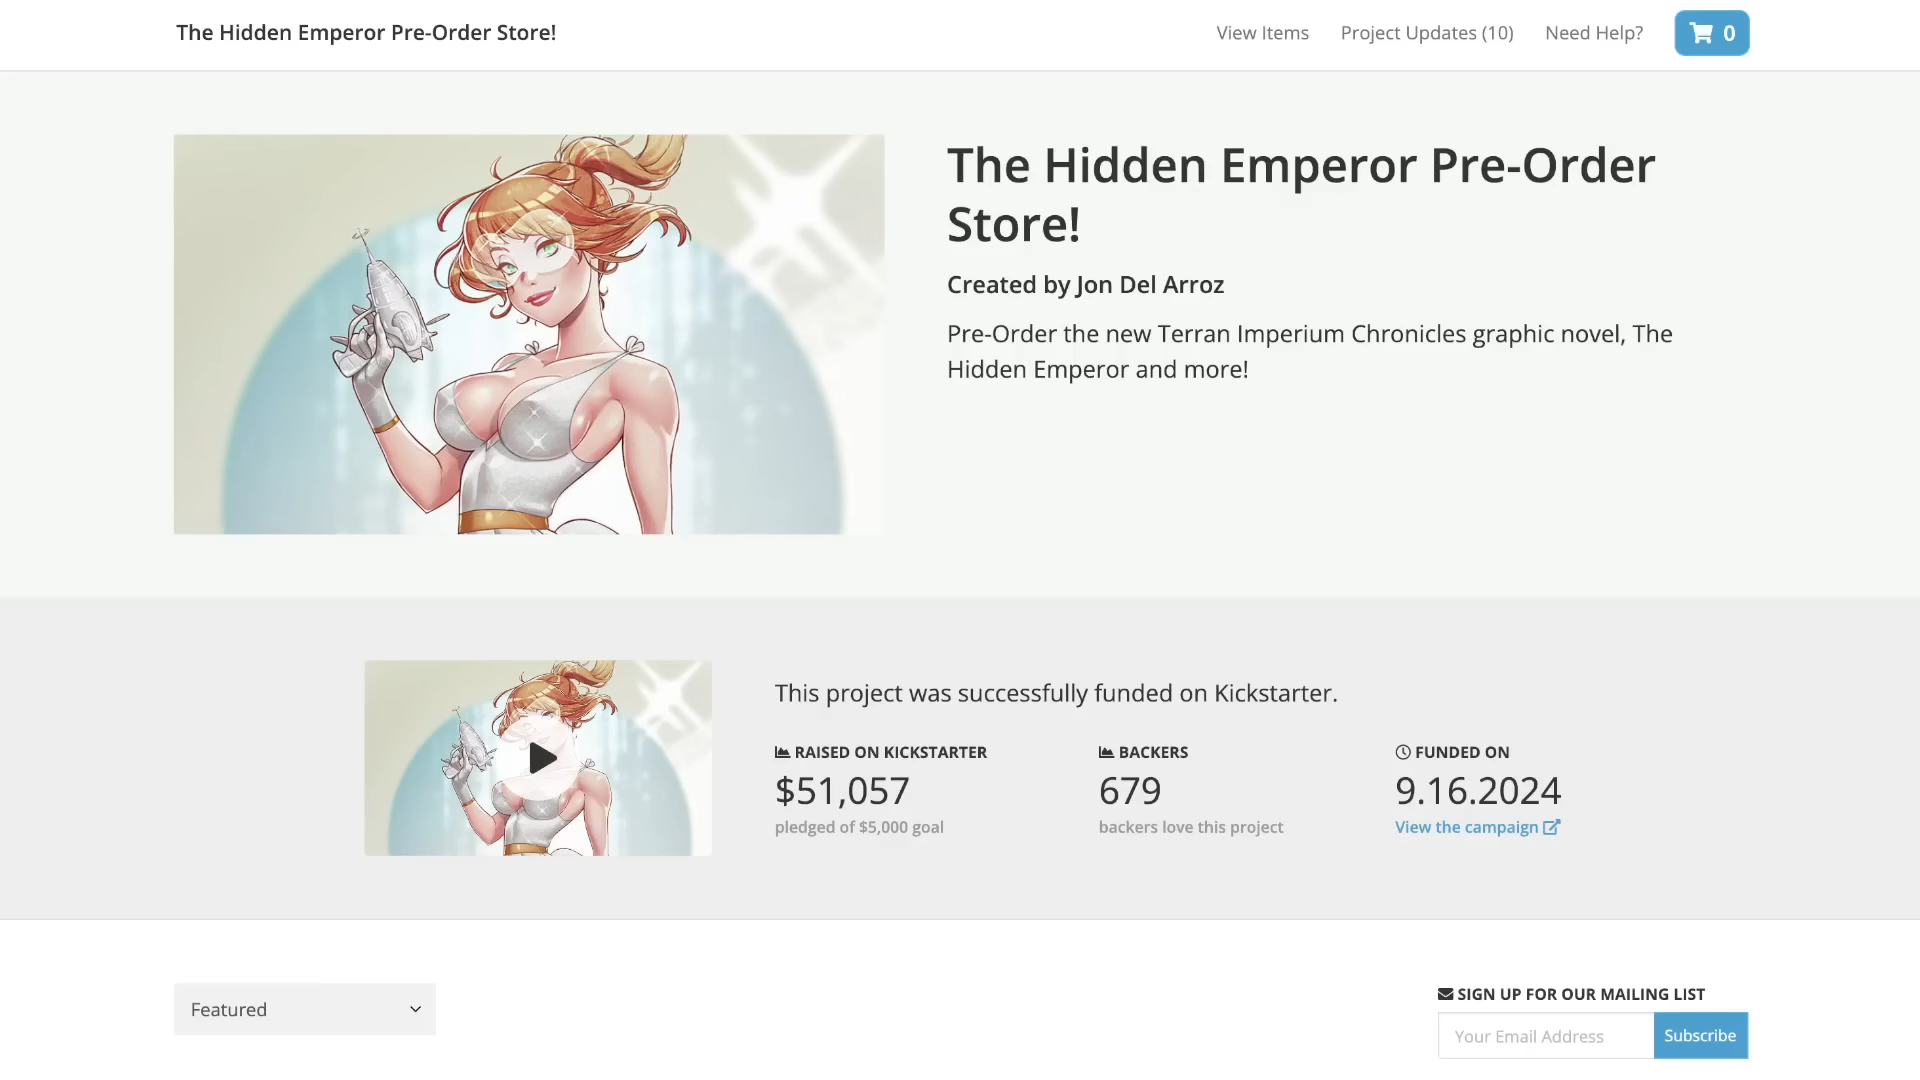 The Hidden Emperor Pre-Order Store!
View Items
Project Updates (10)
Need Help?
0
The Hidden Emperor Pre-Order
Store!
Created by Jon Del Arroz
Pre-Order the new Terran Imperium Chronicles graphic novel, The
Hidden Emperor and more!
This project was successfully funded on Kickstarter.
RAISED ON KICKSTARTER
$51,057
pledged of $5,000 goal
BACKERS
679
backers love this project
FUNDED ON
9.16.2024
View the campaign
Featured
SIGN UP FOR OUR MAILING LIST
Your Email Address
Subscribe